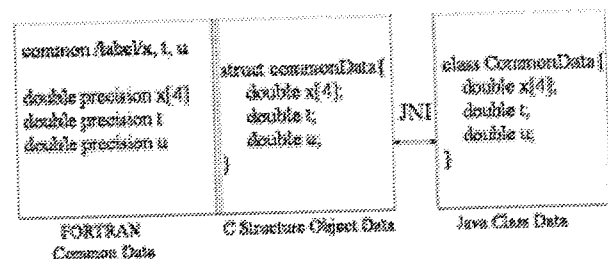 common /label/x, t, u
double precision x[4]
double precision t
double precision u
FORTRAN
Common Data
struct commonData{
double x[4];
double t;
double u;
}
C Structure Object Data
JNI
class CommonData{
double x[4];
double t;
double u;
}
Java Class Data